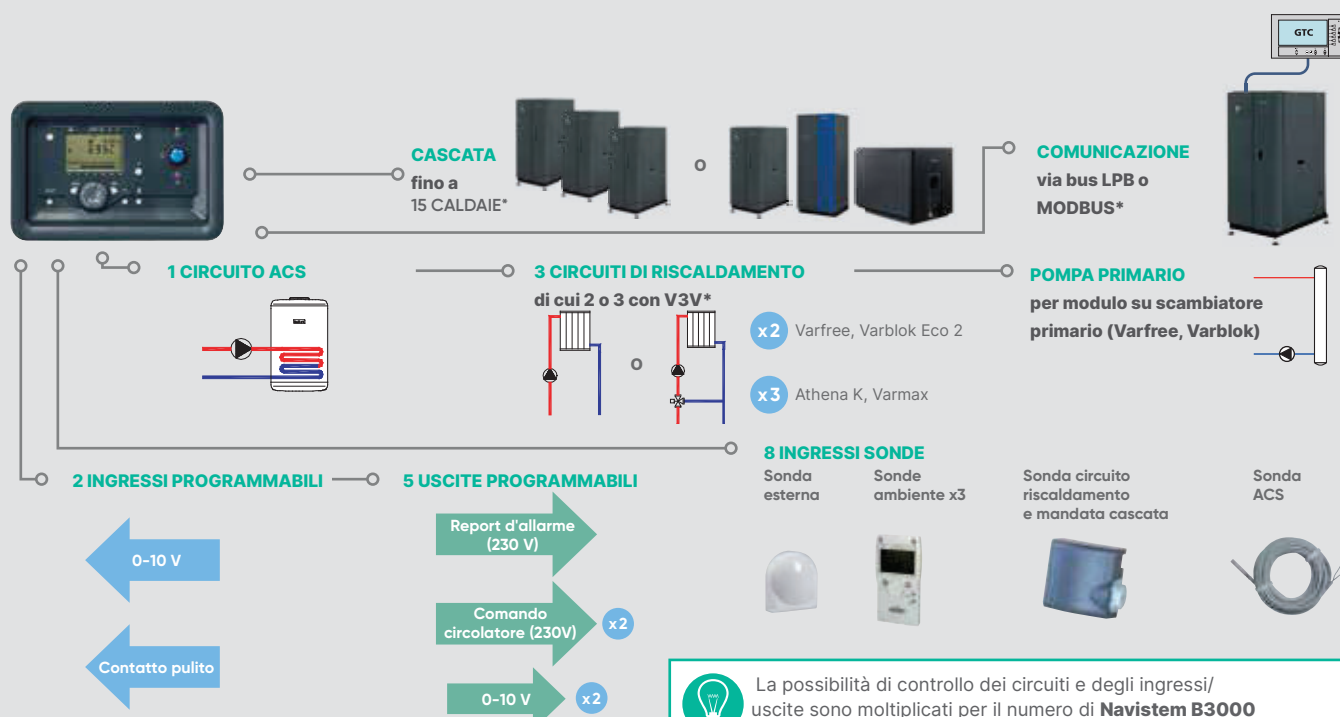 GTC
CASCATA
fino a
15 CALDAIE*
o
COMUNICAZIONE
via bus LPB o
MODBUS*
1 CIRCUITO ACS
3 CIRCUITI DI RISCALDAMENTO
di cui 2 o 3 con V3V*
o
x2 Varfree, Varblok Eco 2
x3 Athena K, Varmax
POMPA PRIMARIO
per modulo su scambiatore
primario (Varfree, Varblok)
2 INGRESSI PROGRAMMABILI
0-10 V
Contatto pulito
5 USCITE PROGRAMMABILI
Report d'allarme
(230 V)
Comando
circolatore (230V)
x2
0-10 V
x2
8 INGRESSI SONDE
Sonda
esterna
Sonde
ambiente x3
Sonda circuito
riscaldamento
e mandata cascata
Sonda
ACS
La possibilità di controllo dei circuiti e degli ingressi/
uscite sono moltiplicati per il numero di Navistem B3000